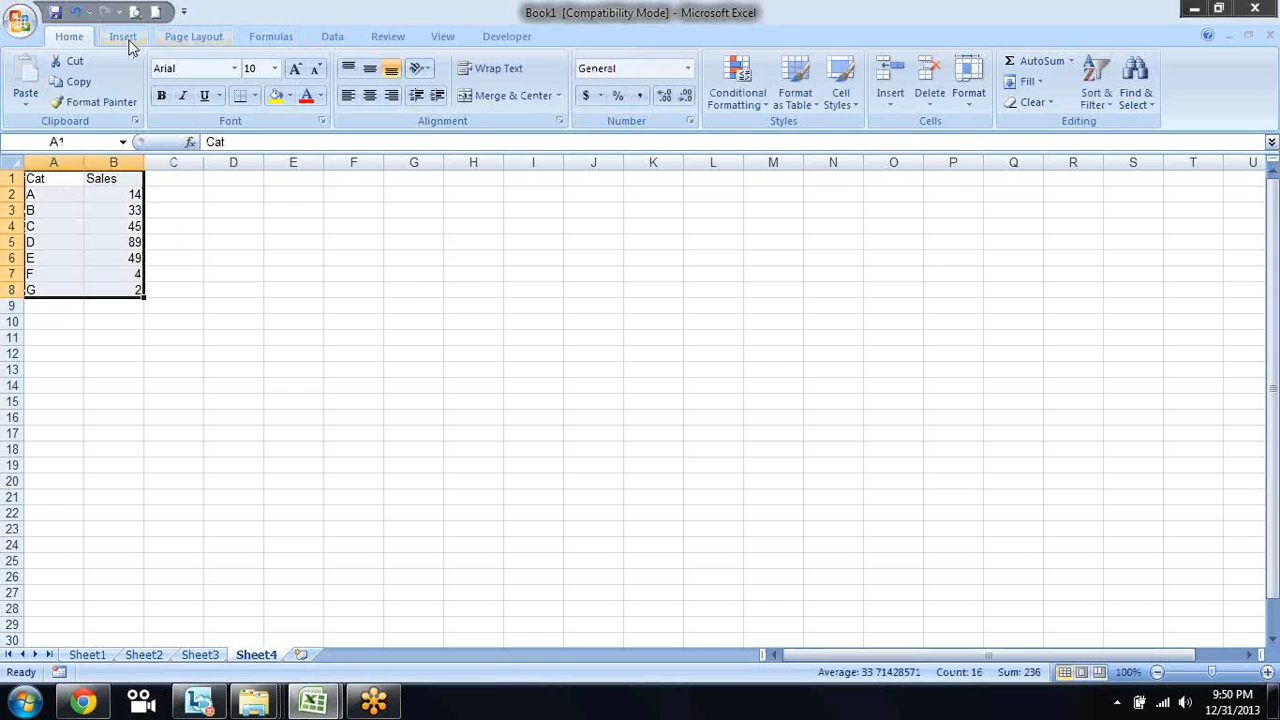 Book1 [Compatibility Mode] - Microsoft Excel
Home Insert Page Layout Formulas Data Review View Developer
Paste Cut Copy Format Painter Clipboard
Arial 10 B I U A A A Font
Wrap Text Merge & Center Alignment
General $ % , Number
Conditional Formatting Format as Table Cell Styles Styles
Insert Delete Format Cells
Σ AutoSum Fill Clear Sort & Filter Find & Select Editing
A1 fx Cat
A B C D E F G H I J K L M N O P Q R S T U
1 Cat Sales
2 A 14
3 B 33
4 C 45
5 D 89
6 E 49
7 F 4
8 G 2
9
10
11
12
13
14
15
16
17
18
19
20
21
22
23
24
25
26
27
28
29
30
Sheet1 Sheet2 Sheet3 Sheet4
Ready Average: 33 71428571 Count: 16 Sum: 236 100%
9:50 PM
12/31/2013